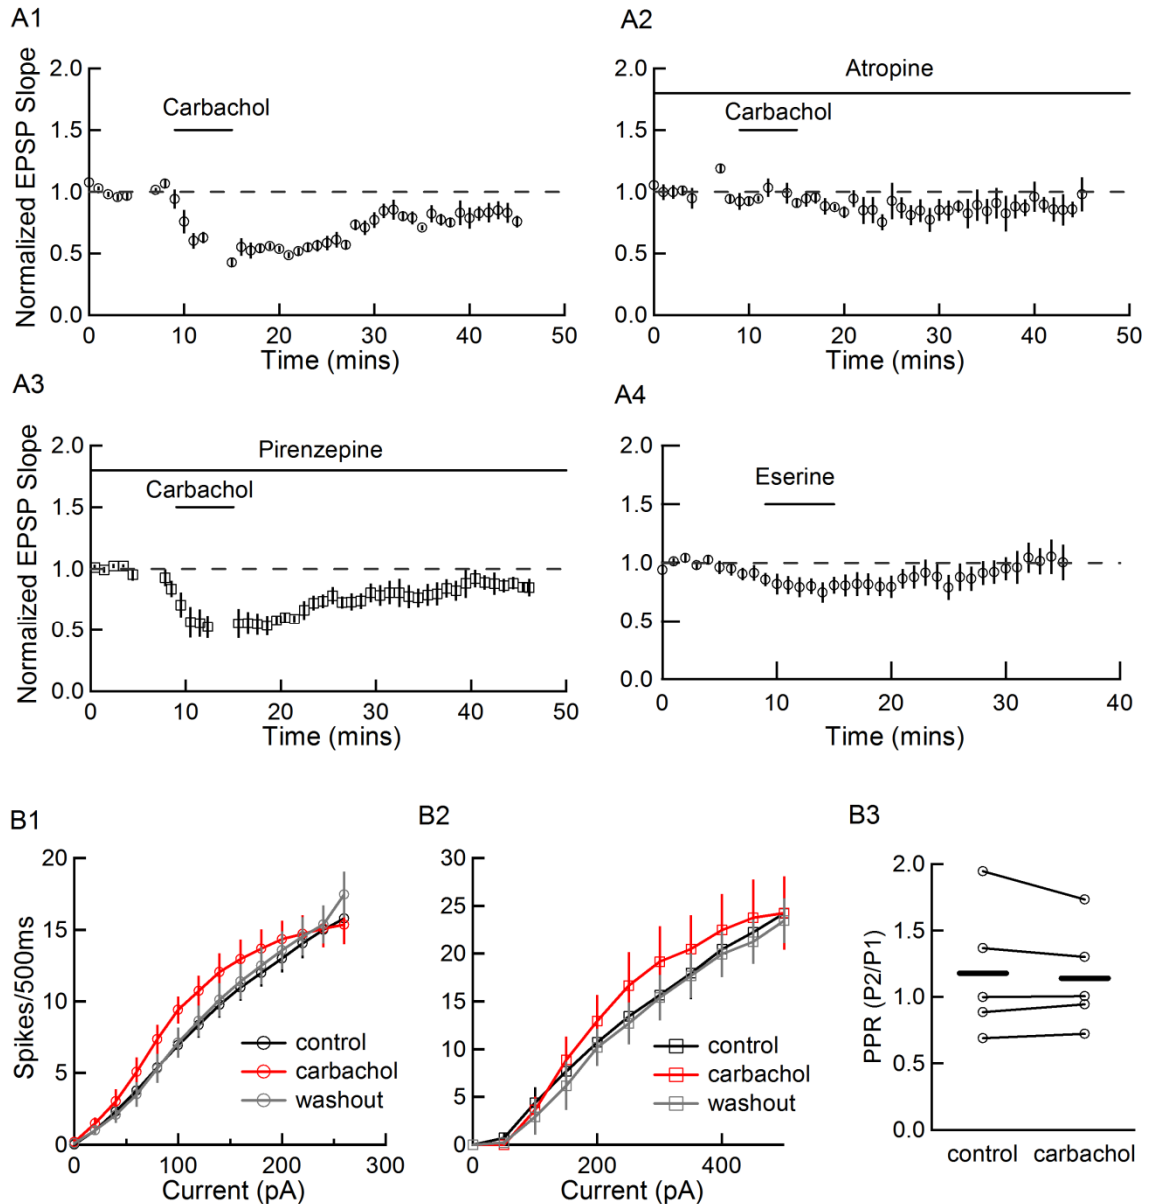 A1
A2
2.0
1.5
1.0
0.5
0.0
Normalized EPSP Slope
Carbachol
0
10
20
30
40
50
Time (mins)
2.0
1.5
1.0
0.5
0.0
Atropine
Carbachol
0
10
20
30
40
50
Time (mins)
A3
A4
2.0
1.5
1.0
0.5
0.0
Normalized EPSP Slope
Pirenzepine
Carbachol
0
10
20
30
40
50
Time (mins)
2.0
1.5
1.0
0.5
0.0
Eserine
0
10
20
30
40
Time (mins)
B1
B2
B3
20
15
10
5
0
Spikes/500ms
control
carbachol
washout
0
100
200
300
Current (pA)
30
25
20
15
10
5
0
control
carbachol
washout
0
200
400
Current (pA)
2.0
1.5
1.0
0.5
0.0
PPR (P2/P1)
control
carbachol